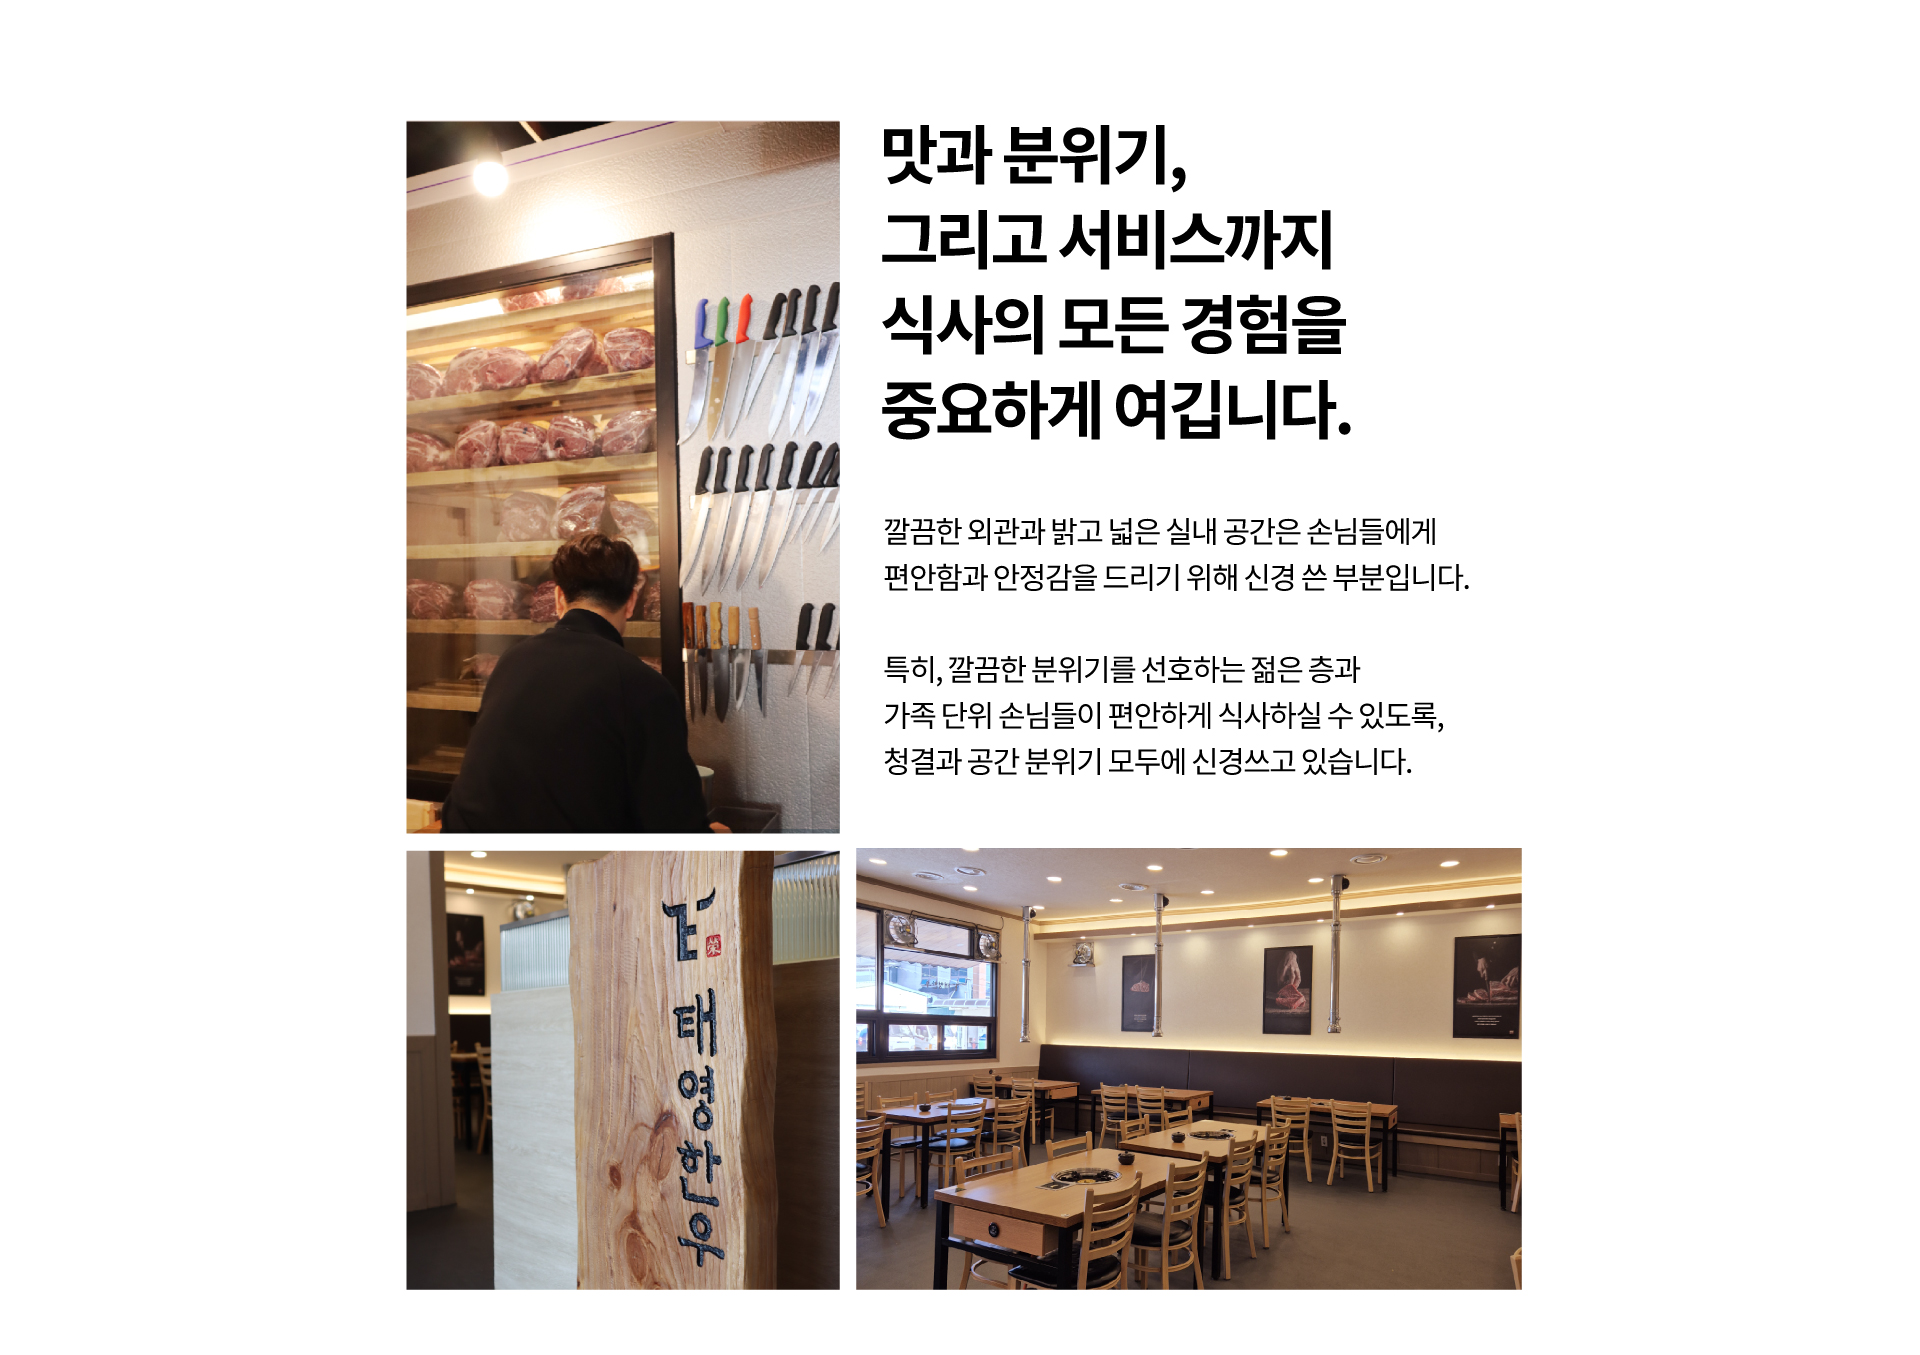 맛과 분위기,
그리고 서비스까지
식사의 모든 경험을
중요하게 여깁니다.
깔끔한 외관과 밝고 넓은 실내 공간은 손님들에게
편안함과 안정감을 드리기 위해 신경 쓴 부분입니다.
특히, 깔끔한 분위기를 선호하는 젊은 층과
가족 단위 손님들이 편안하게 식사하실 수 있도록,
청결과 공간 분위기 모두에 신경쓰고 있습니다.
태영한우